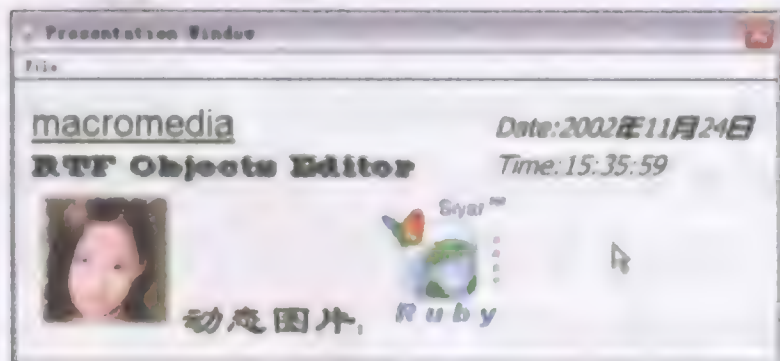 Presentation Window
File
macromedia
Date:2002年11月24日
RTF Objects Editor
Time:15:35:59
Siyar™
动态图片,
Ruby